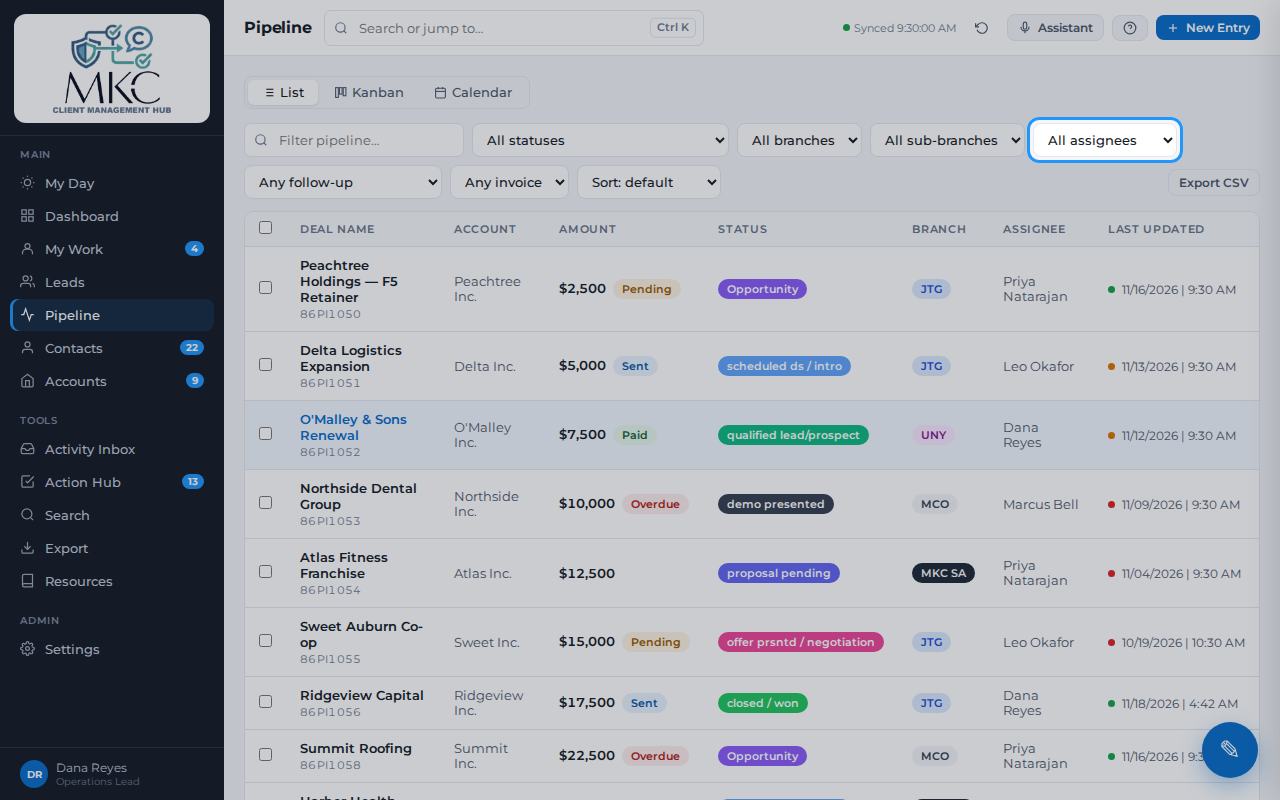 MKC
CLIENT MANAGEMENT HUB
MAIN
My Day
Dashboard
My Work 4
Leads
Pipeline
Contacts 22
Accounts 9
TOOLS
Activity Inbox
Action Hub 13
Search
Export
Resources
ADMIN
Settings
DR
Dana Reyes
Operations Lead
Pipeline
Search or jump to... Ctrl K
Synced 9:30:00 AM
Assistant
+ New Entry
List
Kanban
Calendar
Filter pipeline...
All statuses
All branches
All sub-branches
All assignees
Any follow-up
Any invoice
Sort: default
Export CSV
DEAL NAME ACCOUNT AMOUNT STATUS BRANCH ASSIGNEE LAST UPDATED
Peachtree
Holdings — F5
Retainer
86PI1050
Peachtree
Inc.
$2,500 Pending
Opportunity
JTG
Priya
Natarajan
11/16/2026 | 9:30 AM
Delta Logistics
Expansion
86PI1051
Delta Inc.
$5,000 Sent
scheduled ds / intro
JTG
Leo Okafor
11/13/2026 | 9:30 AM
O'Malley & Sons
Renewal
86PI1052
O'Malley
Inc.
$7,500 Paid
qualified lead/prospect
UNY
Dana
Reyes
11/12/2026 | 9:30 AM
Northside Dental
Group
86PI1053
Northside
Inc.
$10,000 Overdue
demo presented
MCO
Marcus Bell
11/09/2026 | 9:30 AM
Atlas Fitness
Franchise
86PI1054
Atlas Inc.
$12,500
proposal pending
MKC SA
Priya
Natarajan
11/04/2026 | 9:30 AM
Sweet Auburn Co-
op
86PI1055
Sweet Inc.
$15,000 Pending
offer prsntd / negotiation
JTG
Leo Okafor
10/19/2026 | 10:30 AM
Ridgeview Capital
86PI1056
Ridgeview
Inc.
$17,500 Sent
closed / won
JTG
Dana
Reyes
11/18/2026 | 4:42 AM
Summit Roofing
86PI1058
Summit
Inc.
$22,500 Overdue
Opportunity
MCO
Priya
Natarajan
11/16/2026 | 9:3